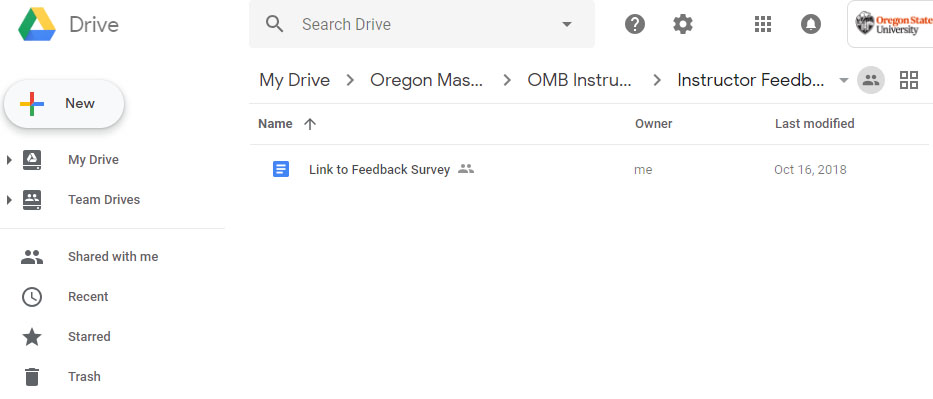 Drive
Search Drive
Oregon State
University
My Drive > Oregon Mas... > OMB Instru... > Instructor Feedb...
New
Name Owner Last modified
My Drive
Link to Feedback Survey me Oct 16, 2018
Team Drives
Shared with me
Recent
Starred
Trash